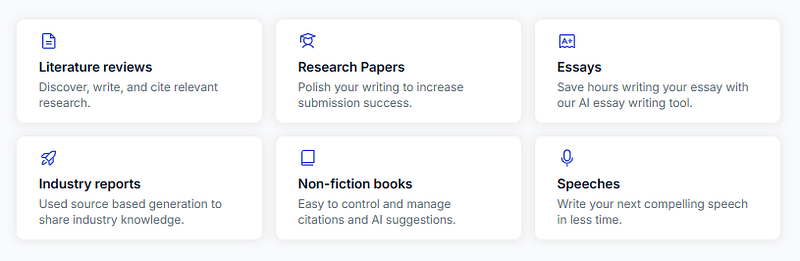 Literature reviews
Discover, write, and cite relevant
research.
Research Papers
Polish your writing to increase
submission success.
A+
Essays
Save hours writing your essay with
our AI essay writing tool.
Industry reports
Used source based generation to
share industry knowledge.
Non-fiction books
Easy to control and manage
citations and AI suggestions.
Speeches
Write your next compelling speech
in less time.